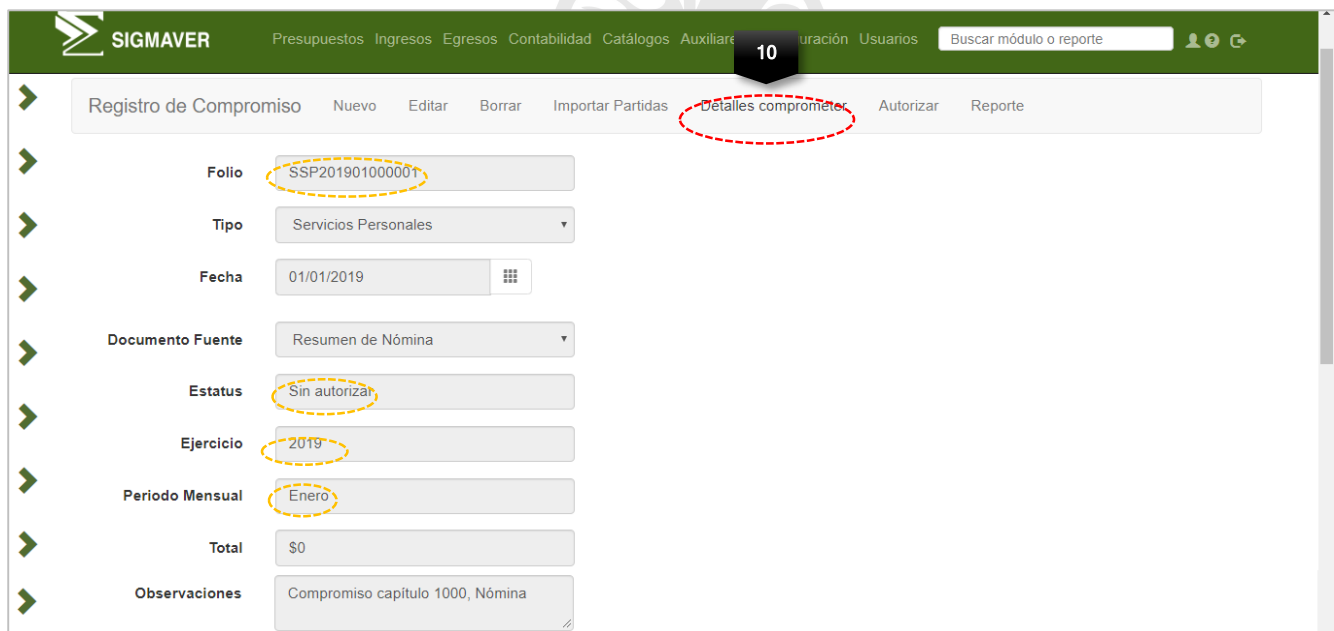 SIGMAVER Presupuestos Ingresos Egresos Contabilidad Catálogos Auxiliare uración Usuarios Buscar módulo o reporte
10
Registro de Compromiso Nuevo Editar Borrar Importar Partidas Detalles comprometer Autorizar Reporte
Folio SSP201901000001
Tipo Servicios Personales
Fecha 01/01/2019
Documento Fuente Resumen de Nómina
Estatus Sin autorizar
Ejercicio 2019
Periodo Mensual Enero
Total $0
Observaciones Compromiso capítulo 1000, Nómina